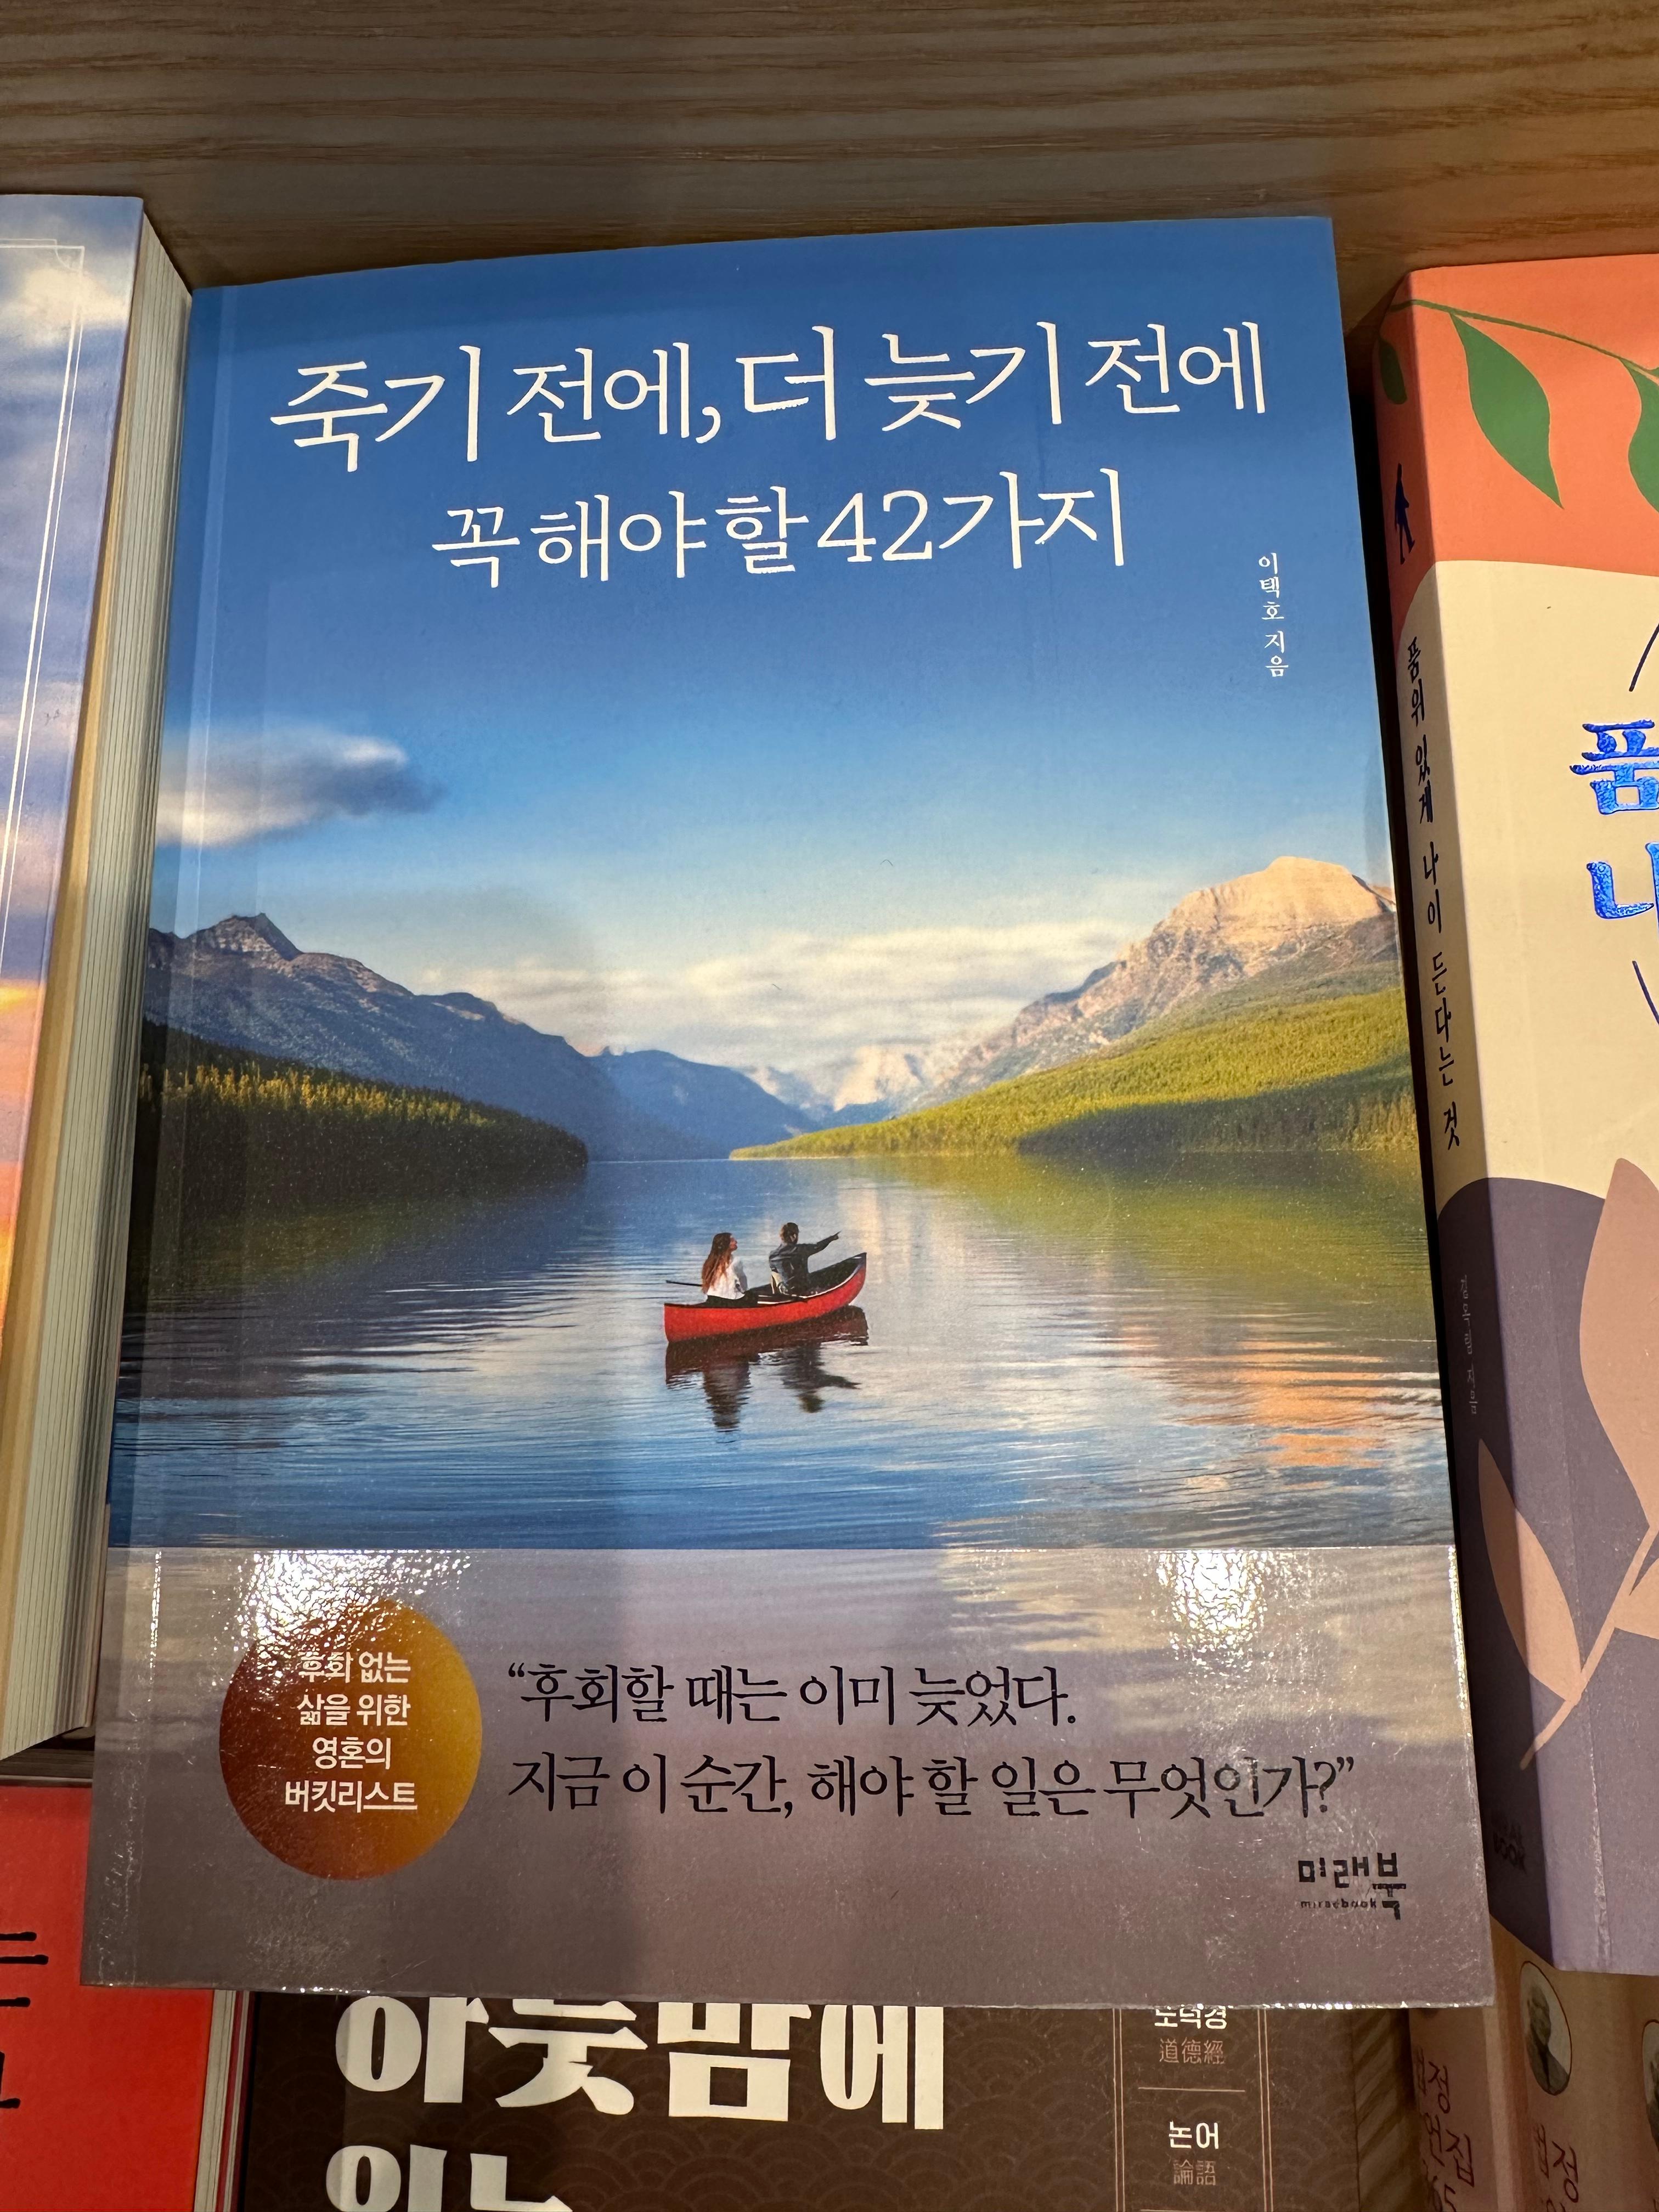 죽기 전에, 더 늦기 전에
꼭 해야 할 42가지
이택호 지음
후회 없는
삶을 위한
영혼의
버킷리스트
“후회할 때는 이미 늦었다.
지금 이 순간, 해야 할 일은 무엇인가?”
미래북
miraebook
품위 있게 나이 든다는 것
품
아홉밤에
도덕경
道德經
논어
論語